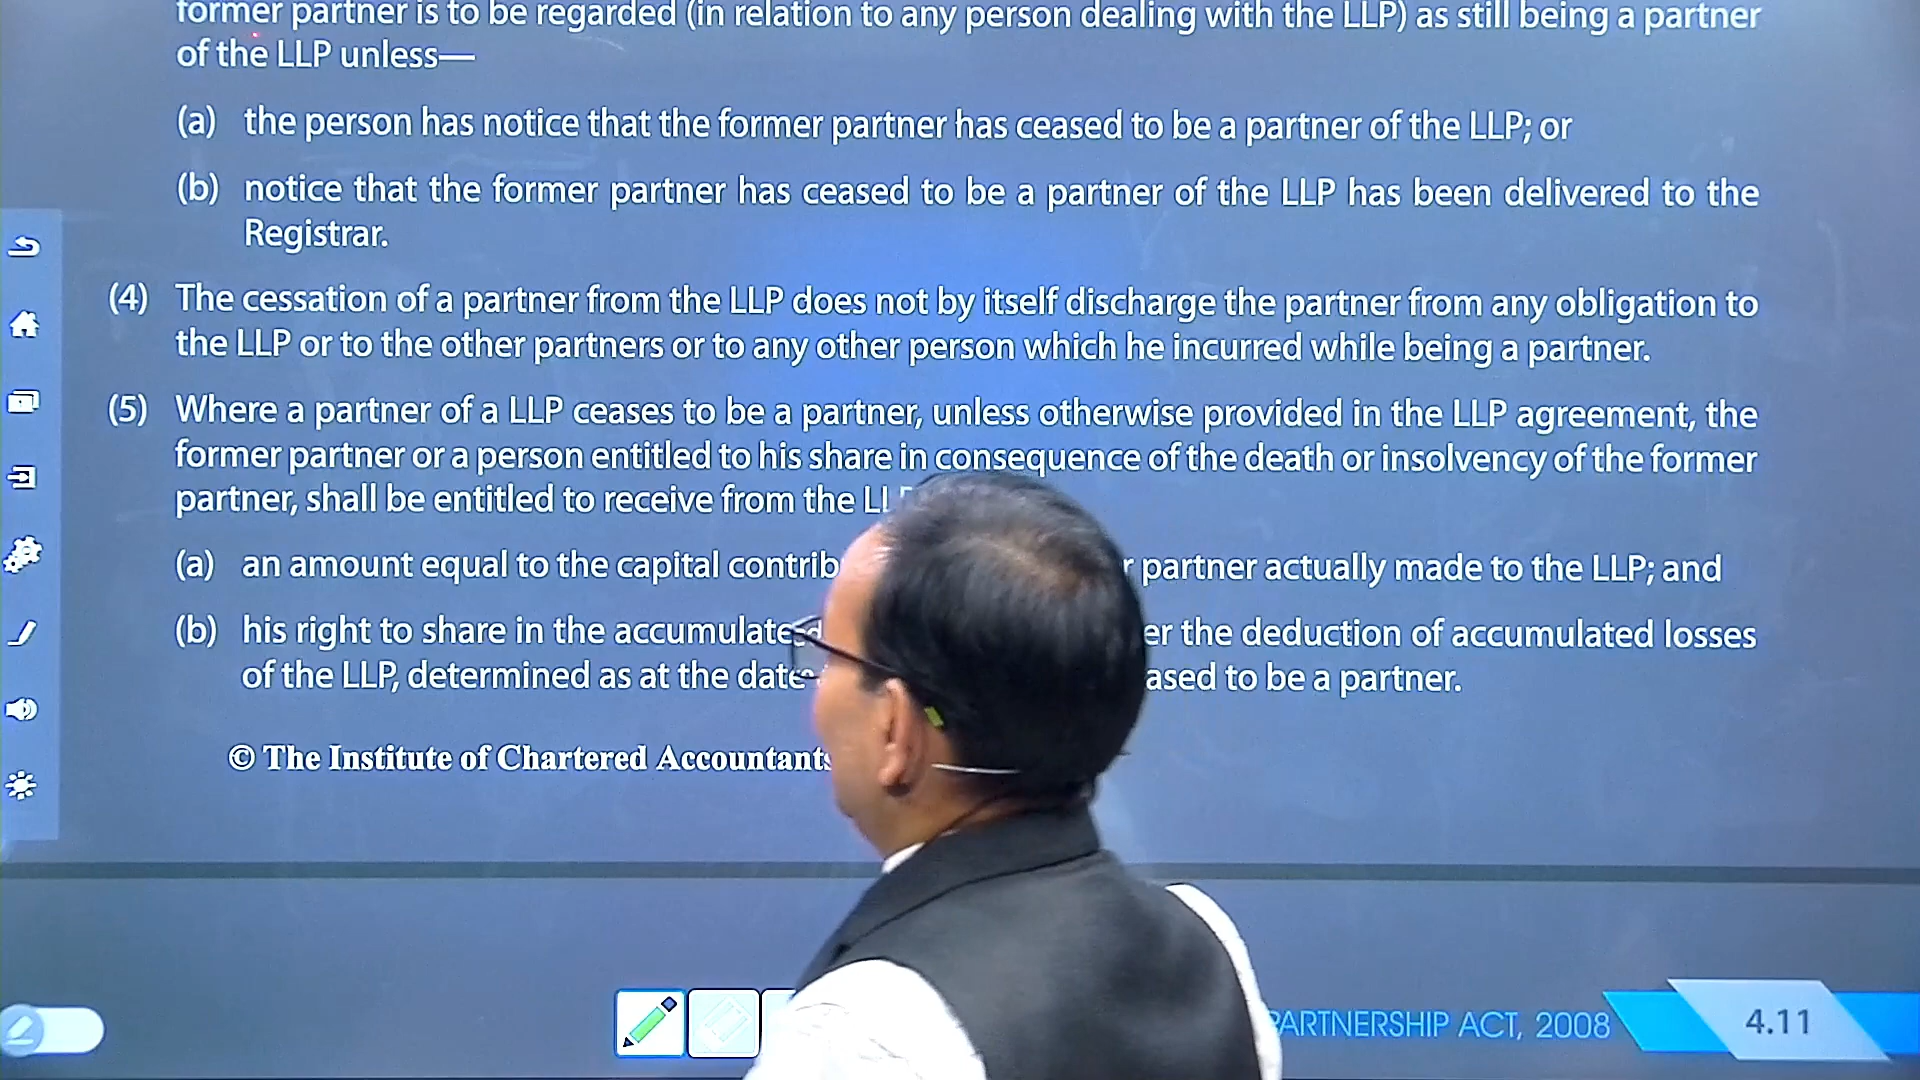 former partner is to be regarded (in relation to any person dealing with the LLP) as still being a partner
of the LLP unless—
(a) the person has notice that the former partner has ceased to be a partner of the LLP; or
(b) notice that the former partner has ceased to be a partner of the LLP has been delivered to the
Registrar.
(4) The cessation of a partner from the LLP does not by itself discharge the partner from any obligation to
the LLP or to the other partners or to any other person which he incurred while being a partner.
(5) Where a partner of a LLP ceases to be a partner, unless otherwise provided in the LLP agreement, the
former partner or a person entitled to his share in consequence of the death or insolvency of the former
partner, shall be entitled to receive from the
(a) an amount equal to the capital partner actually made to the LLP; and
(b) his right to share in the accumulated the deduction of accumulated losses
of the LLP, determined as at the date to be a partner.
© The Institute of Chartered Accountants
PARTNERSHIP ACT, 2008 4.11